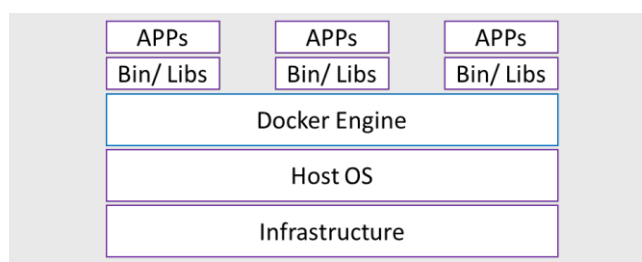 APPs APPs APPs
Bin/ Libs Bin/ Libs Bin/ Libs
Docker Engine
Host OS
Infrastructure